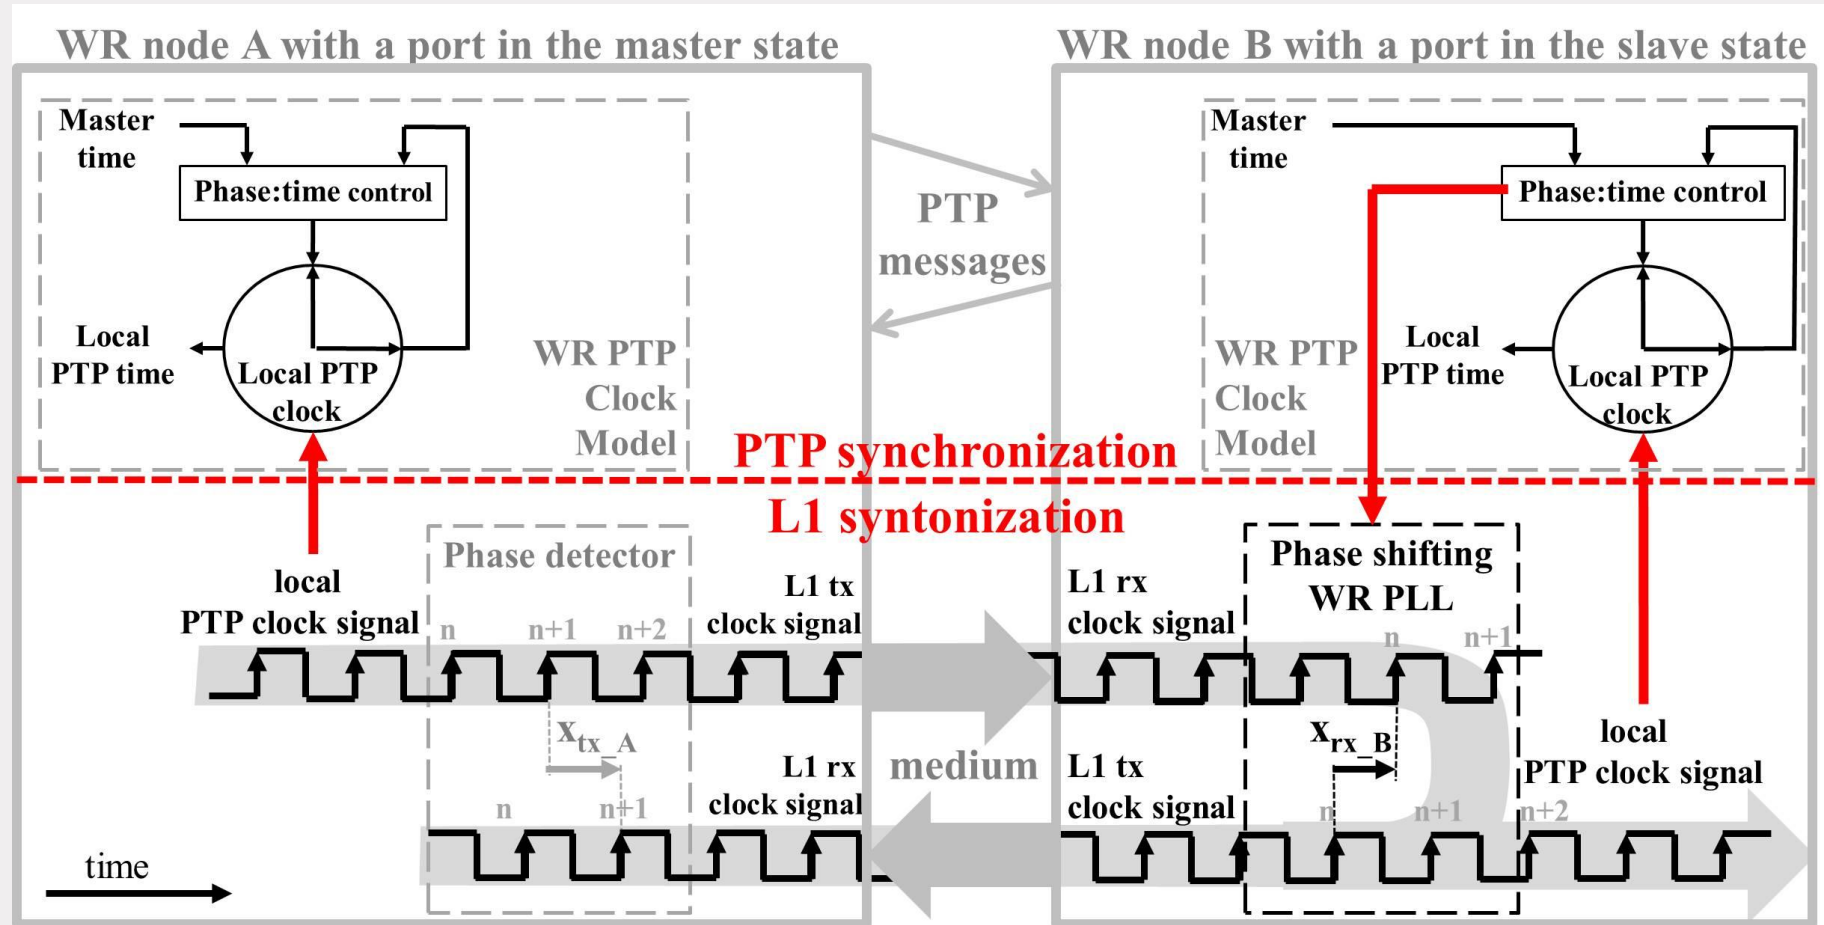 WR node A with a port in the master state
WR node B with a port in the slave state
Master
time
Phase:time control
Local
PTP time
Local PTP
clock
WR PTP
Clock
Model
PTP
messages
Master
time
Phase:time control
WR PTP
Clock
Model
Local
PTP time
Local PTP
clock
PTP synchronization
L1 syntonization
local
PTP clock signal
Phase detector
n
n+1
n+2
L1 tx
clock signal
x_tx_A
n
n+1
L1 rx
clock signal
time
medium
L1 rx
clock signal
Phase shifting
WR PLL
n
n+1
x_rx_B
L1 tx
clock signal
n
n+1
n+2
local
PTP clock signal